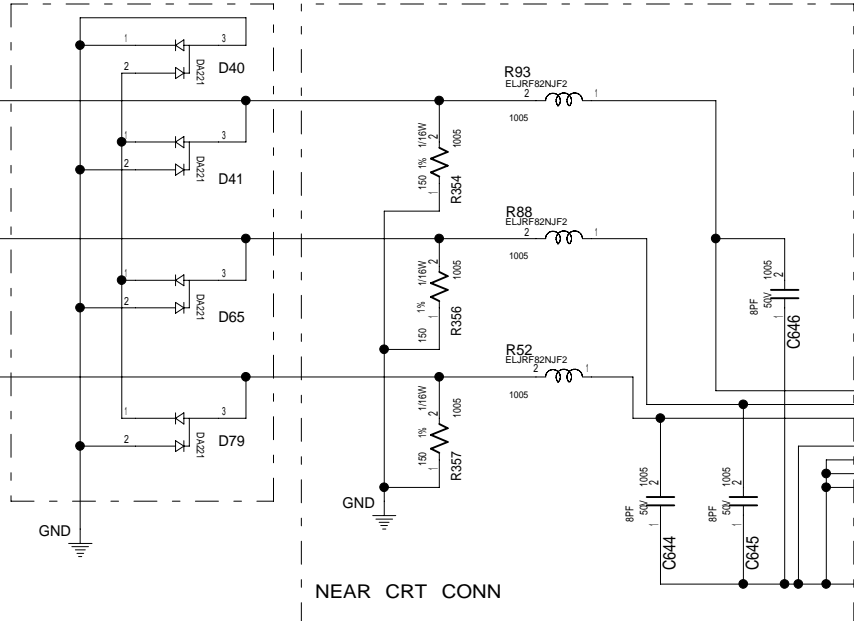 1
3
2
DA221
D40
1
3
2
DA221
D41
1
3
2
DA221
D65
1
3
2
DA221
D79
GND
R93
ELJRF82NJF2
2
1
1005
150 1% 1/16W
1
2
1005
R354
R88
ELJRF82NJF2
2
1
1005
150 1% 1/16W
1
2
1005
R356
R52
ELJRF82NJF2
2
1
1005
150 1% 1/16W
1
2
1005
R357
GND
8PF 50V 1005
1
2
C646
8PF 50V 1005
1
2
C644
8PF 50V 1005
1
2
C645
NEAR CRT CONN